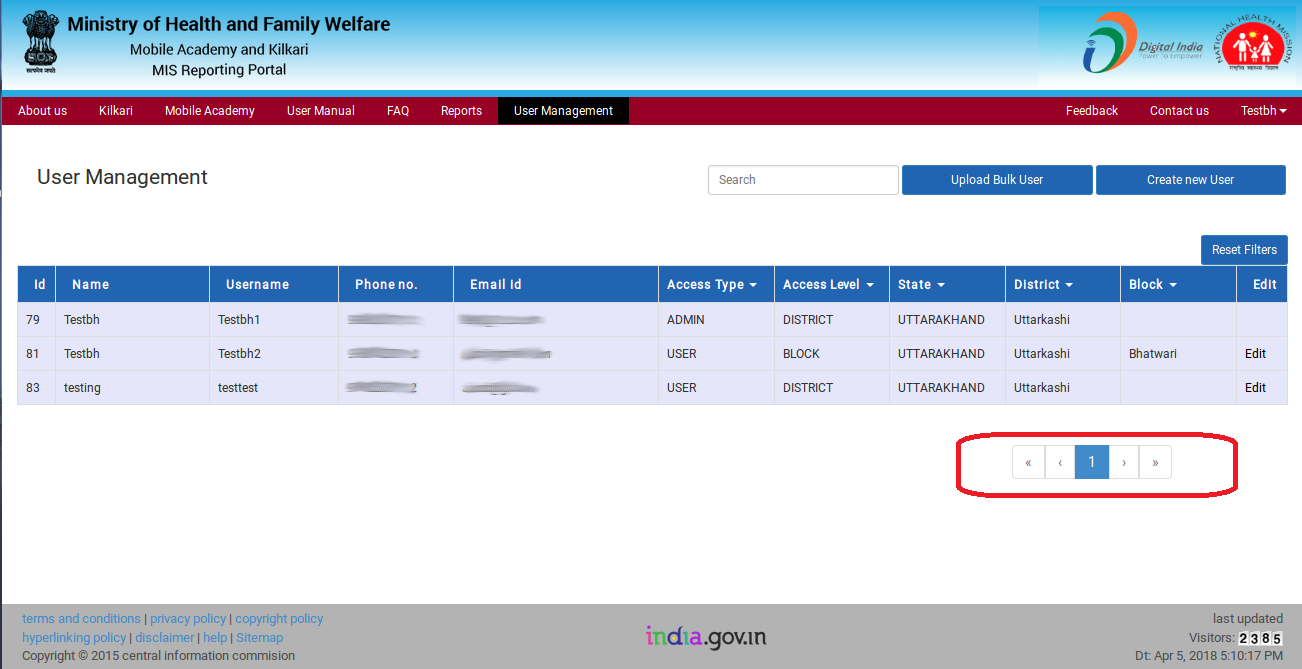 Ministry of Health and Family Welfare
Mobile Academy and Kilkari
MIS Reporting Portal
सत्यमेव जयते
Digital India
Power To Empower
NATIONAL HEALTH MISSION
राष्ट्रीय स्वास्थ्य मिशन
About us Kilkari Mobile Academy User Manual FAQ Reports User Management Feedback Contact us Testbh
User Management
Search Upload Bulk User Create new User
Reset Filters
Id Name Username Phone no. Email Id Access Type Access Level State District Block Edit
79 Testbh Testbh1 ADMIN DISTRICT UTTARAKHAND Uttarkashi
81 Testbh Testbh2 USER BLOCK UTTARAKHAND Uttarkashi Bhatwari Edit
83 testing testtest USER DISTRICT UTTARAKHAND Uttarkashi Edit
« ‹ 1 › »
terms and conditions | privacy policy | copyright policy
hyperlinking policy | disclaimer | help | Sitemap
Copyright © 2015 central information commision
india.gov.in
last updated
Visitors: 2385
Dt: Apr 5, 2018 5:10:17 PM